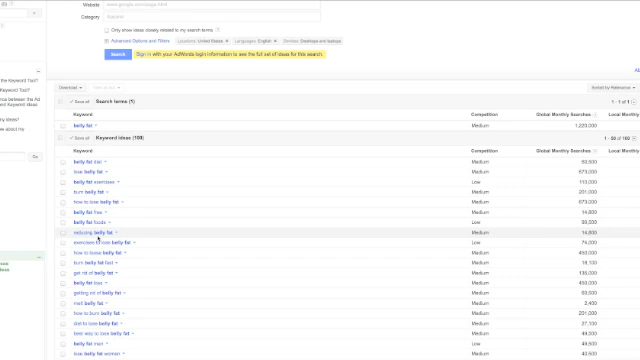 Website
Category
Only show ideas closely related to my search terms
Advanced Options and Filters Locations: United States × Languages: English × Devices: Desktops and laptops
Search
Sign in with your AdWords login information to see the full set of ideas for this search.
Keyword Tool?
Keyword Tool?
Go
Download
Sorted by Relevance
Save all Search terms (1) 1 - 1 of 1
Keyword Competition Global Monthly Searches Local Monthly
belly fat Medium
Save all Keyword ideas (100) 1 - 50 of 100
Keyword Competition Global Monthly Searches Local Monthly
belly fat diet Medium
lose belly fat Medium 673,000
belly fat exercises Low 110,000
burn belly fat Medium 201,000
how to lose belly fat Medium 673,000
belly fat free Medium 14,800
belly fat foods Low
reducing belly fat Medium 14,800
exercises to lose belly fat Low 74,000
how to loose belly fat Medium 450,000
burn belly fat fast Medium 18,100
get rid of belly fat Medium
belly fat loss Medium 450,000
getting rid of belly fat Medium
melt belly fat Medium 2,400
how to burn belly fat Medium 201,000
diet to lose belly fat Medium 27,100
best way to lose belly fat Medium 49,500
belly fat men Low 49,500
lose belly fat women Medium 40,500